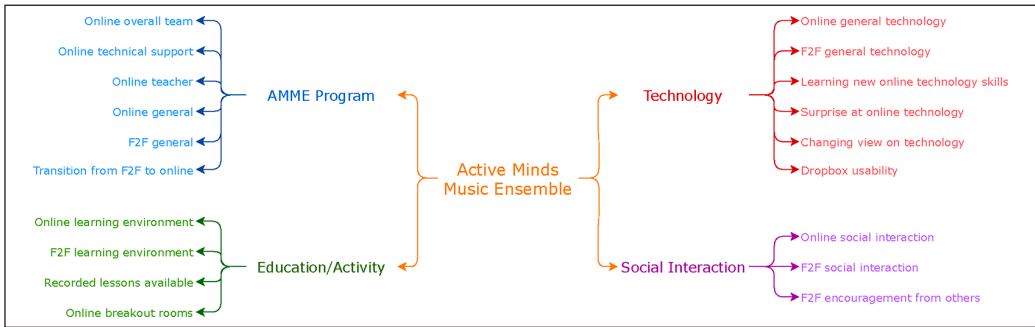 Online overall team
Online technical support
Online teacher
Online general
F2F general
Transition from F2F to online
AMME Program
Online learning environment
F2F learning environment
Recorded lessons available
Online breakout rooms
Education/Activity
Active Minds
Music Ensemble
Technology
Online general technology
F2F general technology
Learning new online technology skills
Surprise at online technology
Changing view on technology
Dropbox usability
Social Interaction
Online social interaction
F2F social interaction
F2F encouragement from others